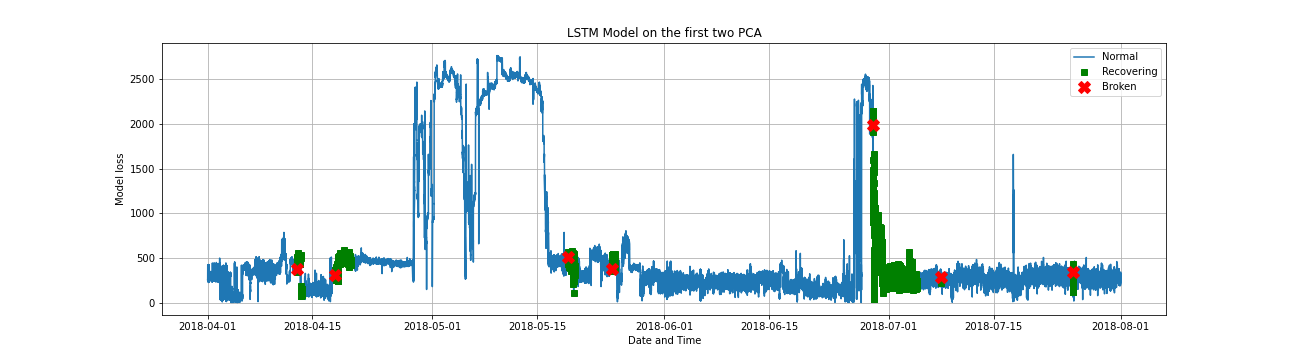 LSTM Model on the first two PCA
Normal
Recovering
Broken
Model loss
2500
2000
1500
1000
500
0
2018-04-01
2018-04-15
2018-05-01
2018-05-15
2018-06-01
2018-06-15
2018-07-01
2018-07-15
2018-08-01
Date and Time